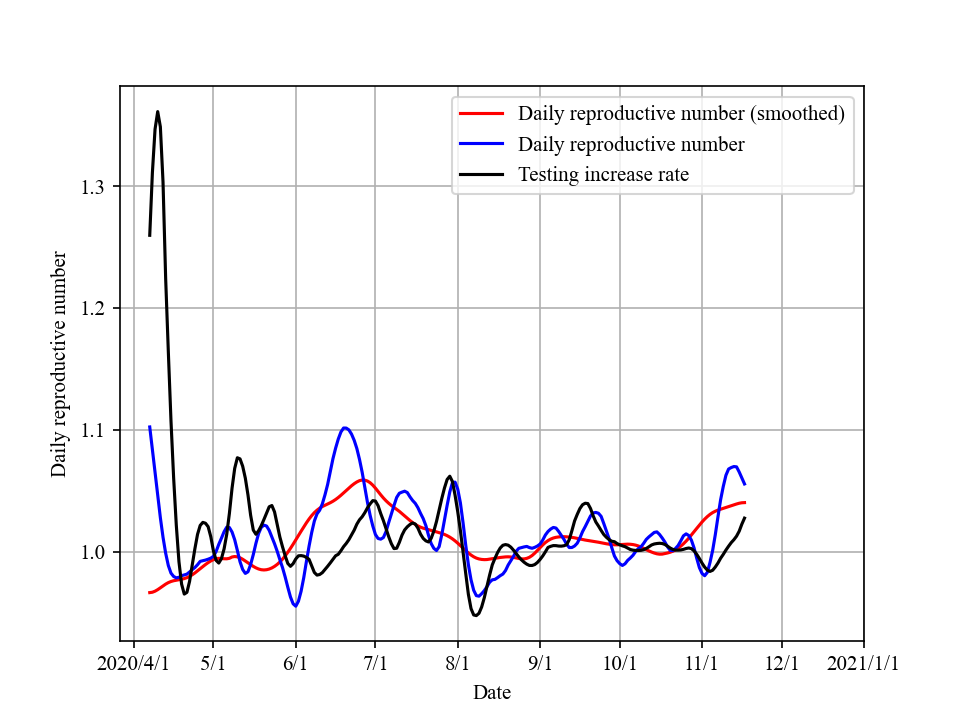 Daily reproductive number (smoothed)
Daily reproductive number
Testing increase rate
Daily reproductive number
1.3
1.2
1.1
1.0
2020/4/1 5/1 6/1 7/1 8/1 9/1 10/1 11/1 12/1 2021/1/1
Date